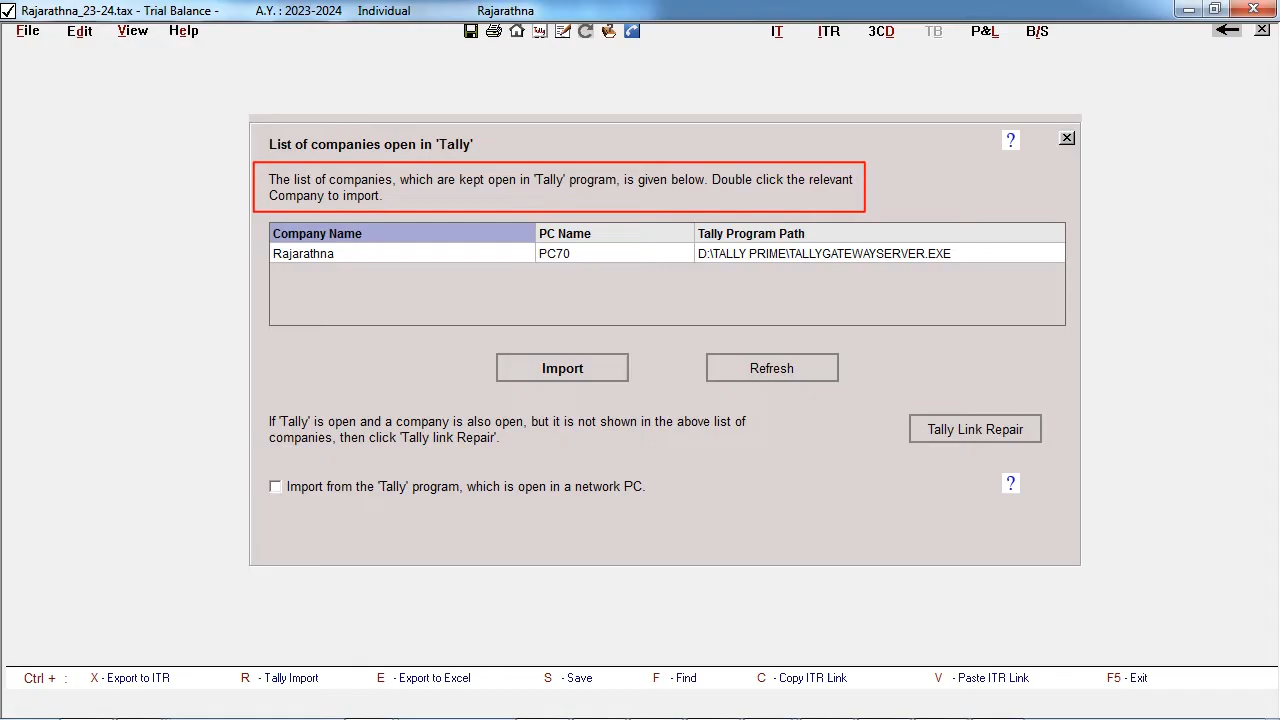 Rajarathna_23-24.tax - Trial Balance - A.Y. : 2023-2024 Individual Rajarathna
File Edit View Help IT ITR 3CD TB P&L B/S
List of companies open in 'Tally' ?
The list of companies, which are kept open in 'Tally' program, is given below. Double click the relevant
Company to import.
Company Name PC Name Tally Program Path
Rajarathna PC70 D:\TALLY PRIME\TALLYGATEWAYSERVER.EXE
Import Refresh
If 'Tally' is open and a company is also open, but it is not shown in the above list of
companies, then click 'Tally link Repair'.
Tally Link Repair
Import from the 'Tally' program, which is open in a network PC. ?
Ctrl + : X - Export to ITR R - Tally Import E - Export to Excel S - Save F - Find C - Copy ITR Link V - Paste ITR Link F5 - Exit